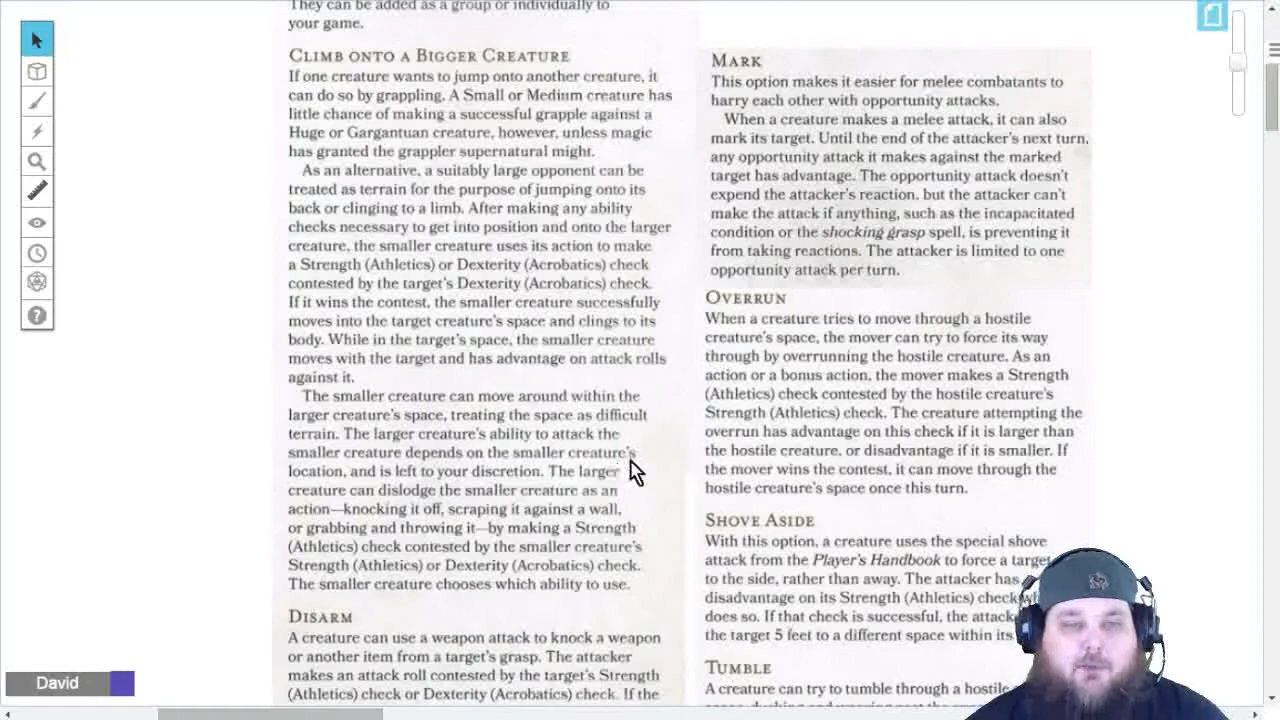 They can be added as a group or individually to
your game.
CLIMB ONTO A BIGGER CREATURE
If one creature wants to jump onto another creature, it
can do so by grappling. A Small or Medium creature has
little chance of making a successful grapple against a
Huge or Gargantuan creature, however, unless magic
has granted the grappler supernatural might.
As an alternative, a suitably large opponent can be
treated as terrain for the purpose of jumping onto its
back or clinging to a limb. After making any ability
checks necessary to get into position and onto the larger
creature, the smaller creature uses its action to make
a Strength (Athletics) or Dexterity (Acrobatics) check
contested by the target's Dexterity (Acrobatics) check.
If it wins the contest, the smaller creature successfully
moves into the target creature's space and clings to its
body. While in the target's space, the smaller creature
moves with the target and has advantage on attack rolls
against it.
The smaller creature can move around within the
larger creature's space, treating the space as difficult
terrain. The larger creature's ability to attack the
smaller creature depends on the smaller creature's
location, and is left to your discretion. The larger
creature can dislodge the smaller creature as an
action—knocking it off, scraping it against a wall,
or grabbing and throwing it—by making a Strength
(Athletics) check contested by the smaller creature's
Strength (Athletics) or Dexterity (Acrobatics) check.
The smaller creature chooses which ability to use.
DISARM
A creature can use a weapon attack to knock a weapon
or another item from a target's grasp. The attacker
makes an attack roll contested by the target's Strength
(Athletics) check or Dexterity (Acrobatics) check. If the
MARK
This option makes it easier for melee combatants to
harry each other with opportunity attacks.
When a creature makes a melee attack, it can also
mark its target. Until the end of the attacker's next turn,
any opportunity attack it makes against the marked
target has advantage. The opportunity attack doesn't
expend the attacker's reaction, but the attacker can't
make the attack if anything, such as the incapacitated
condition or the shocking grasp spell, is preventing it
from taking reactions. The attacker is limited to one
opportunity attack per turn.
OVERRUN
When a creature tries to move through a hostile
creature's space, the mover can try to force its way
through by overrunning the hostile creature. As an
action or a bonus action, the mover makes a Strength
(Athletics) check contested by the hostile creature's
Strength (Athletics) check. The creature attempting the
overrun has advantage on this check if it is larger than
the hostile creature, or disadvantage if it is smaller. If
the mover wins the contest, it can move through the
hostile creature's space once this turn.
SHOVE ASIDE
With this option, a creature uses the special shove
attack from the Player's Handbook to force a target
to the side, rather than away. The attacker has
disadvantage on its Strength (Athletics) check
does so. If that check is successful, the
the target 5 feet to a different space within its
TUMBLE
A creature can try to tumble through a hostile
David